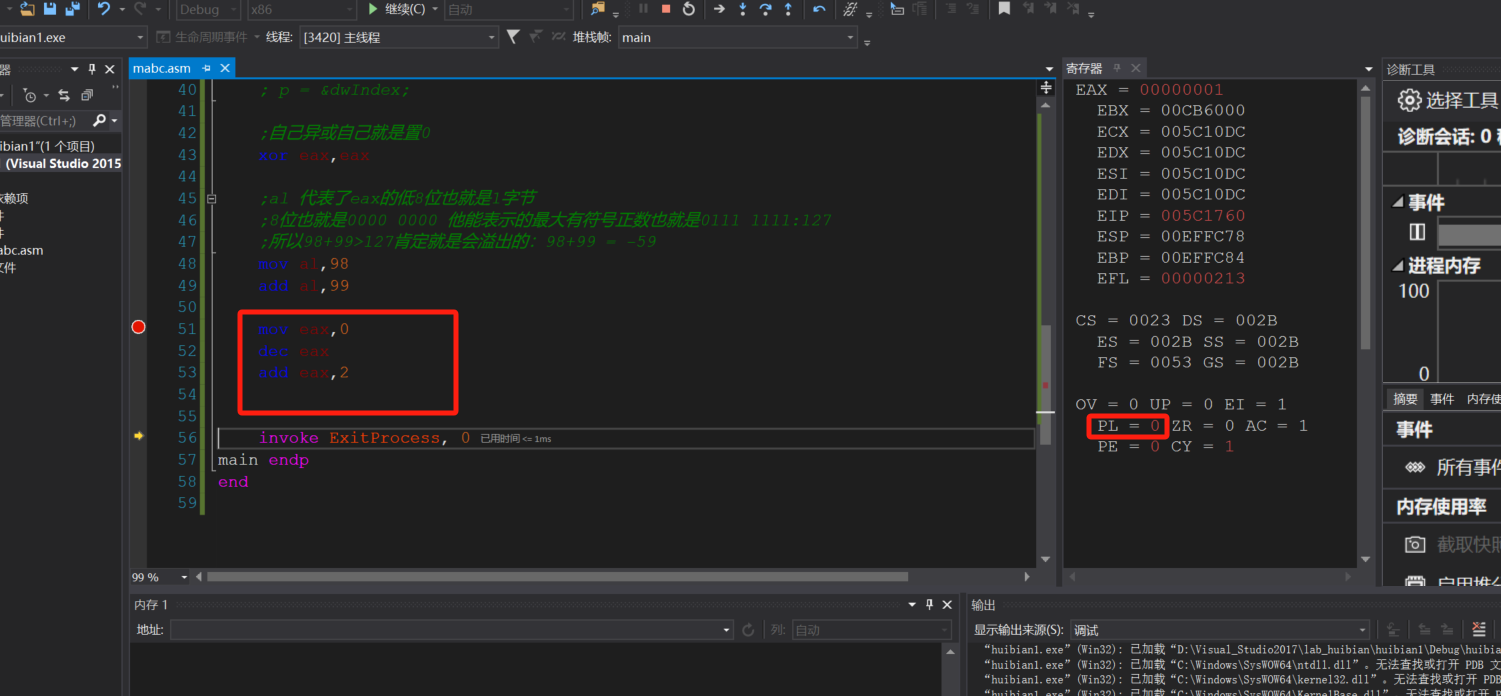 Debug
x86
继续(C)
自动
uibian1.exe
生命周期事件
线程:
[3420] 主线程
堆栈帧:
main
器
管理器(Ctrl+;)
ibian1"(1 个项目)
(Visual Studio 2015
依赖项
件
件
abc.asm
文件
mabc.asm
40 ; p = &dwIndex;
41
42 ;自己异或自己就是置0
43 xor eax,eax
44
45 ;al 代表了eax的低8位也就是1字节
46 ;8位也就是0000 0000 他能表示的最大有符号正数也就是0111 1111:127
47 ;所以98+99>127肯定就是会溢出的: 98+99 = -59
48 mov al,98
49 add al,99
50
51 mov eax,0
52 dec eax
53 add eax,2
54
55
56 invoke ExitProcess, 0 已用时间 <= 1ms
57 main endp
58 end
59
99 %
寄存器
EAX = 00000001
EBX = 00CB6000
ECX = 005C10DC
EDX = 005C10DC
ESI = 005C10DC
EDI = 005C10DC
EIP = 005C1760
ESP = 00EFFC78
EBP = 00EFFC84
EFL = 00000213
CS = 0023 DS = 002B
ES = 002B SS = 002B
FS = 0053 GS = 002B
OV = 0 UP = 0 EI = 1
PL = 0 ZR = 0 AC = 1
PE = 0 CY = 1
诊断工具
选择工具
诊断会话: 0 秒
事件
进程内存
100
0
摘要 事件 内存使
事件
所有事件
内存使用率
截取快照
启用堆分
内存 1
地址:
列:
自动
输出
显示输出来源(S):
调试
"huibian1.exe" (Win32): 已加载 "D:\Visual_Studio2017\lab_huibian\huibian1\Debug\huibia
"huibian1.exe" (Win32): 已加载 "C:\Windows\SysWOW64\ntdll.dll"。无法查找或打开 PDB 文
"huibian1.exe" (Win32): 已加载 "C:\Windows\SysWOW64\kernel32.dll"。无法查找或打开 PDB
"huibian1.exe" (Win32): 已加载 "C:\Windows\SysWOW64\KernelBase.dll"。无法查找或打开